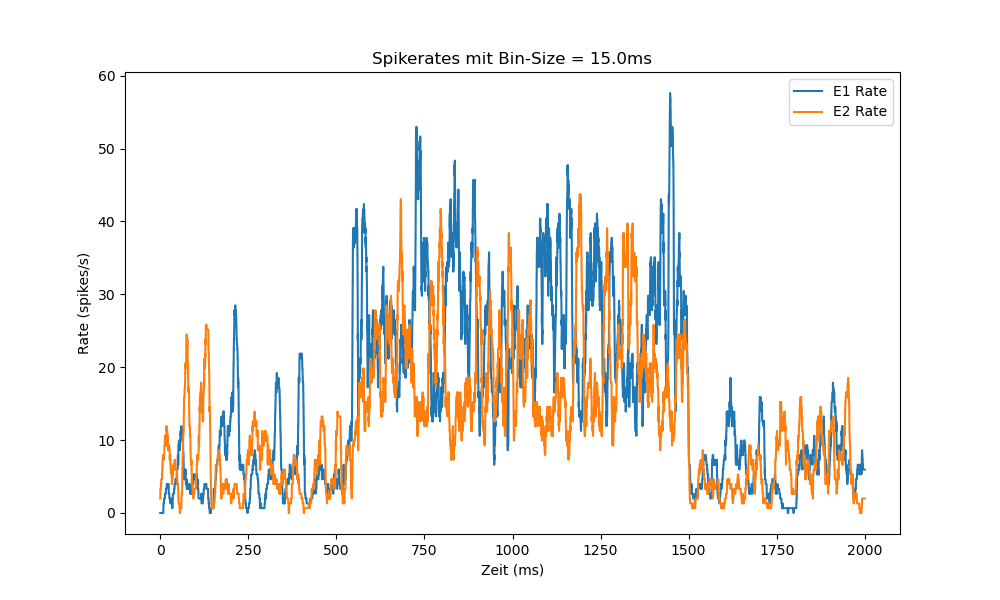 Spikerates mit Bin-Size = 15.0ms
60
50
40
30
20
10
0
Rate (spikes/s)
E1 Rate
E2 Rate
0 250 500 750 1000 1250 1500 1750 2000
Zeit (ms)